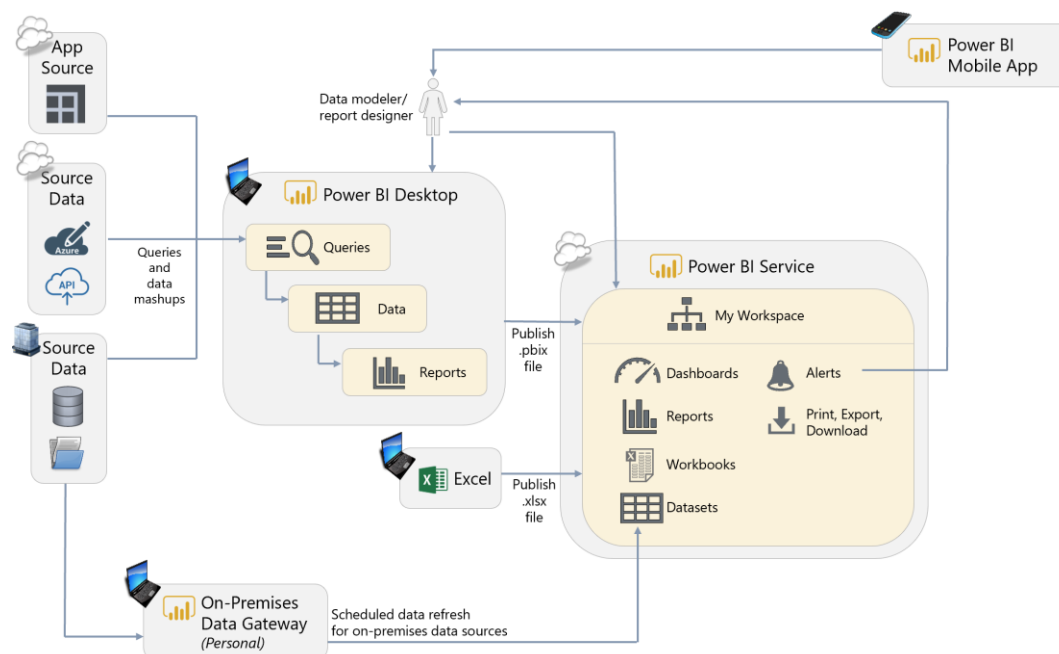 App
Source
Source
Data
Azure
API
Source
Data
Queries
and
data
mashups
Data modeler/
report designer
Power BI
Mobile App
Power BI Desktop
Queries
Data
Reports
Publish
.pbix
file
X
Excel
Publish
.xlsx
file
Power BI Service
My Workspace
Dashboards
Alerts
Reports
Print, Export,
Download
X
Workbooks
Datasets
On-Premises
Data Gateway
(Personal)
Scheduled data refresh
for on-premises data sources